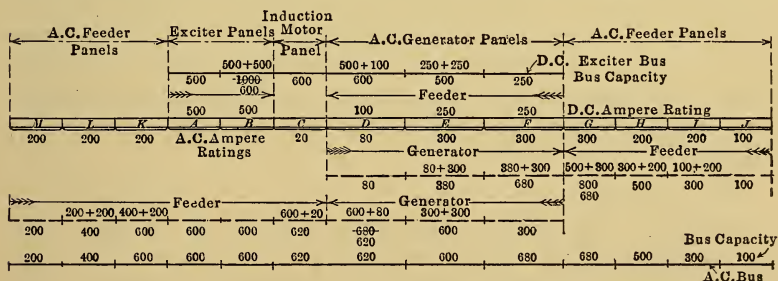 A.C.Feeder Panels
Exciter Panels
Induction Motor Panel
A.C.Generator Panels
A.C.Feeder Panels
500+500 500+100 250+250 D.C. Exciter Bus
500 1000 600 600 500 250 Bus Capacity
600 Feeder
500 500 100 250 250 D.C.Ampere Rating
M L K A B C D E F G H I J
200 200 200 A.C.Ampere Ratings 20 80 300 300 300 200 200 100
Generator Feeder
80+300 380+300 500+300 300+200 100+200
80 380 680 800 500 300 100
680
Feeder Generator
200+200 400+200 600+20 600+80 300+300
200 400 600 600 600 620 680 600 300
620
Bus Capacity
200 400 600 600 600 620 620 600 680 680 500 300 100
A.C.Bus